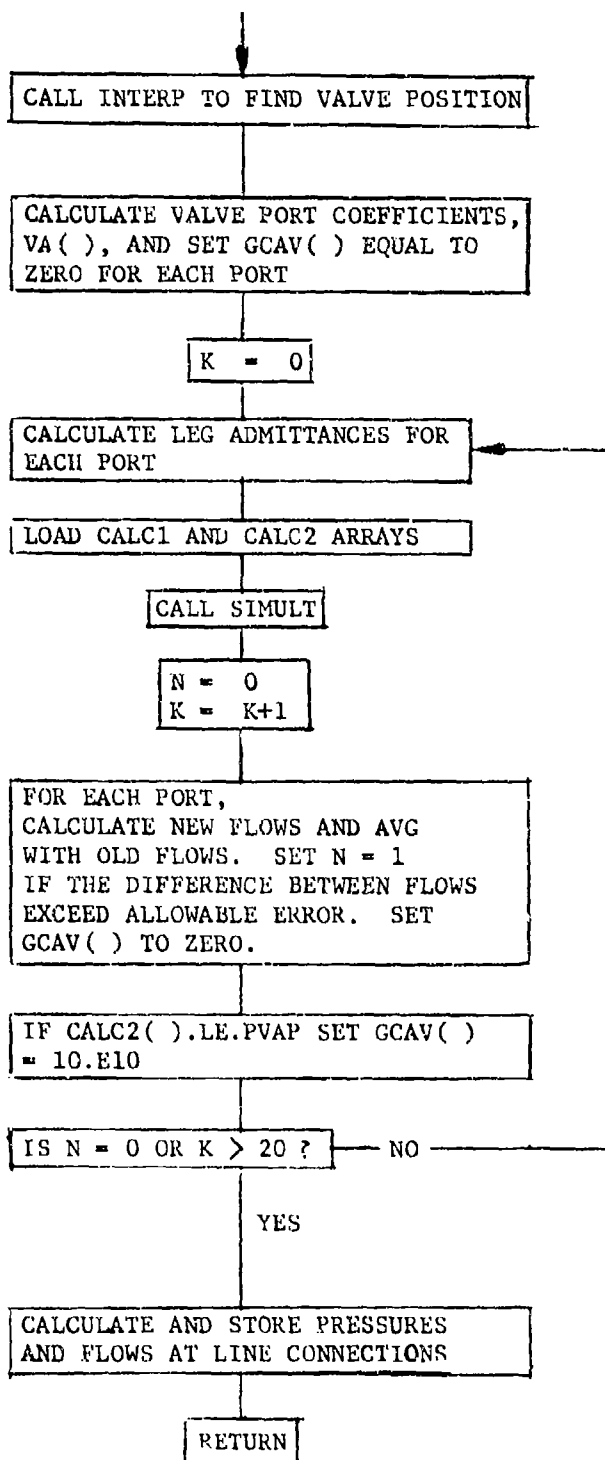 CALL INTERP TO FIND VALVE POSITION
CALCULATE VALVE PORT COEFFICIENTS,
VA( ), AND SET GCAV( ) EQUAL TO
ZERO FOR EACH PORT
K = 0
CALCULATE LEG ADMITTANCES FOR
EACH PORT
LOAD CALC1 AND CALC2 ARRAYS
CALL SIMULT
N = 0
K = K+1
FOR EACH PORT,
CALCULATE NEW FLOWS AND AVG
WITH OLD FLOWS. SET N = 1
IF THE DIFFERENCE BETWEEN FLOWS
EXCEED ALLOWABLE ERROR. SET
GCAV( ) TO ZERO.
IF CALC2( ).LE.PVAP SET GCAV( )
= 10.E10
IS N = 0 OR K > 20 ? NO
YES
CALCULATE AND STORE PRESSURES
AND FLOWS AT LINE CONNECTIONS
RETURN